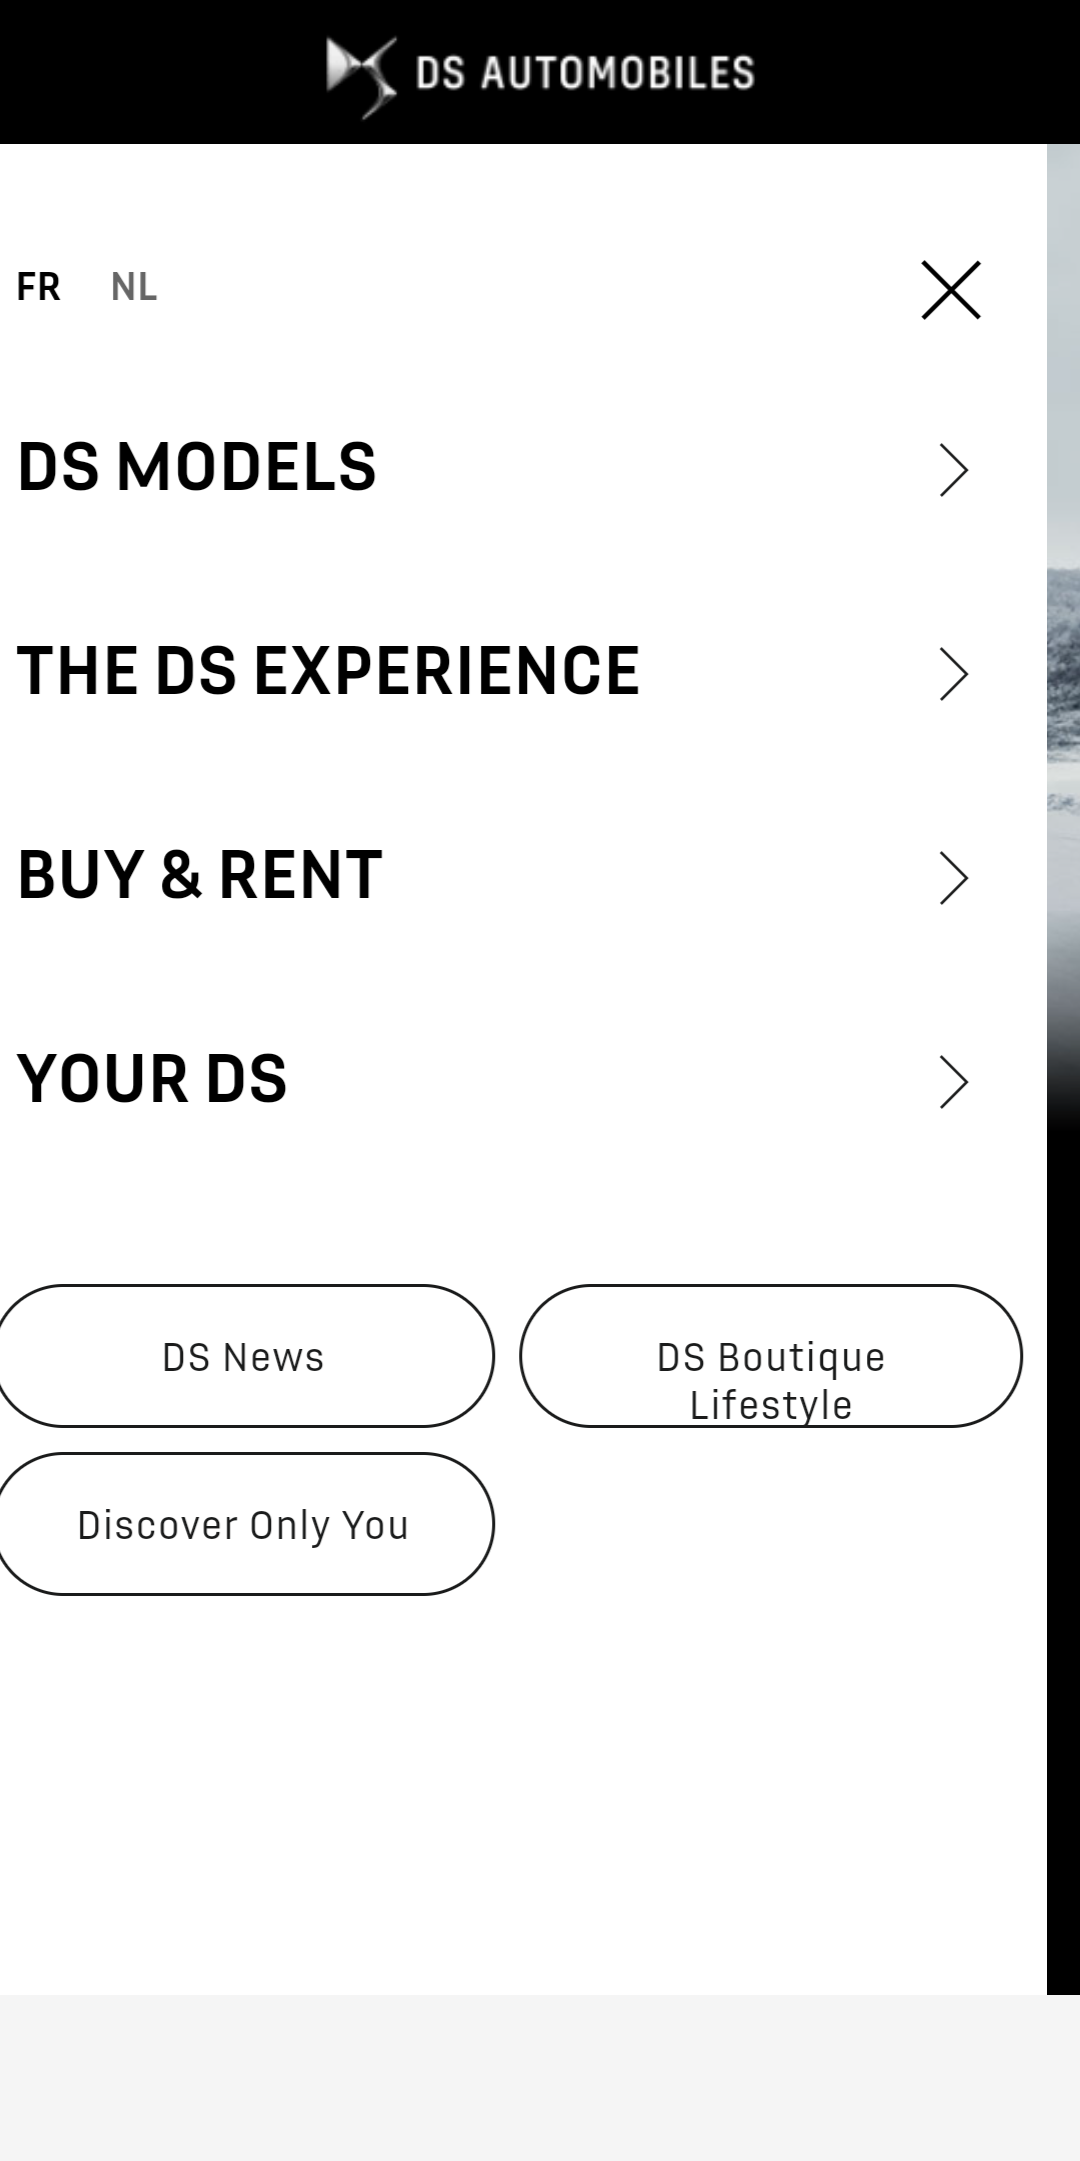 DS AUTOMOBILES
FR NL
DS MODELS
THE DS EXPERIENCE
BUY & RENT
YOUR DS
DS News
DS Boutique
Lifestyle
Discover Only You